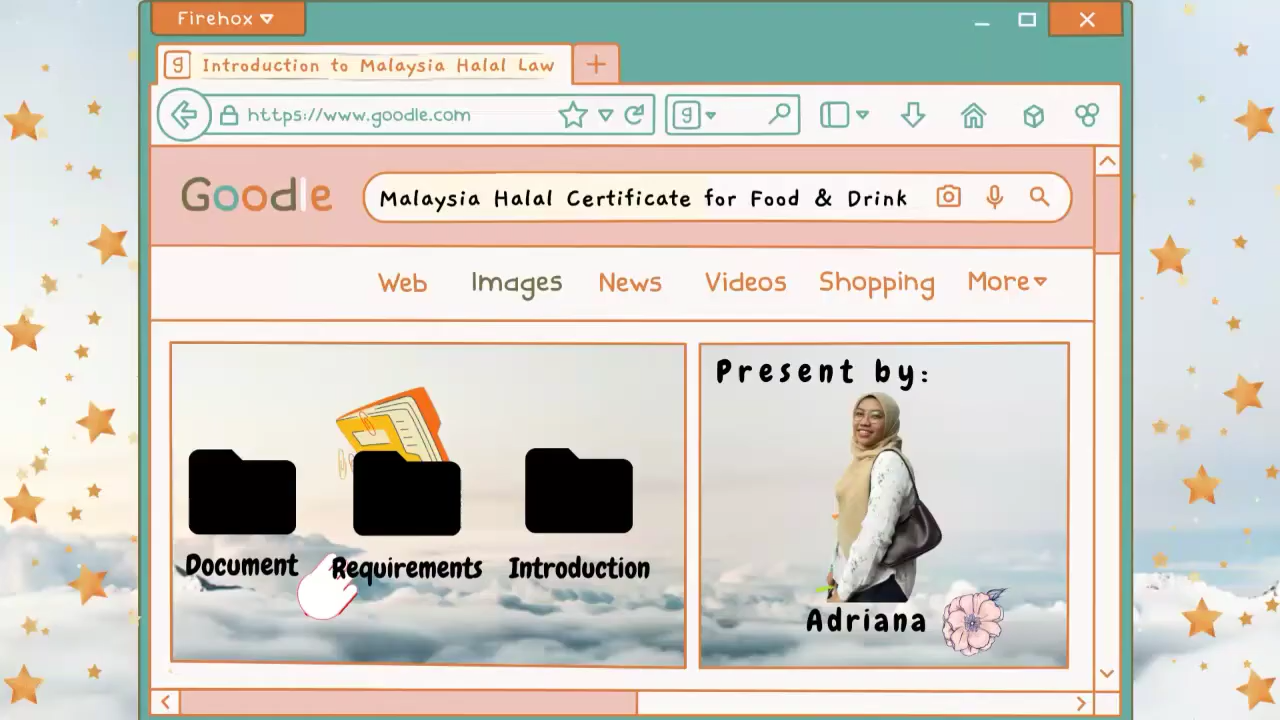 Firehox
g Introduction to Malaysia Halal Law
https://www.goodle.com
g
Goodle
Malaysia Halal Certificate for Food & Drink
Web Images News Videos Shopping More
Present by:
Document Requirements Introduction
Adriana